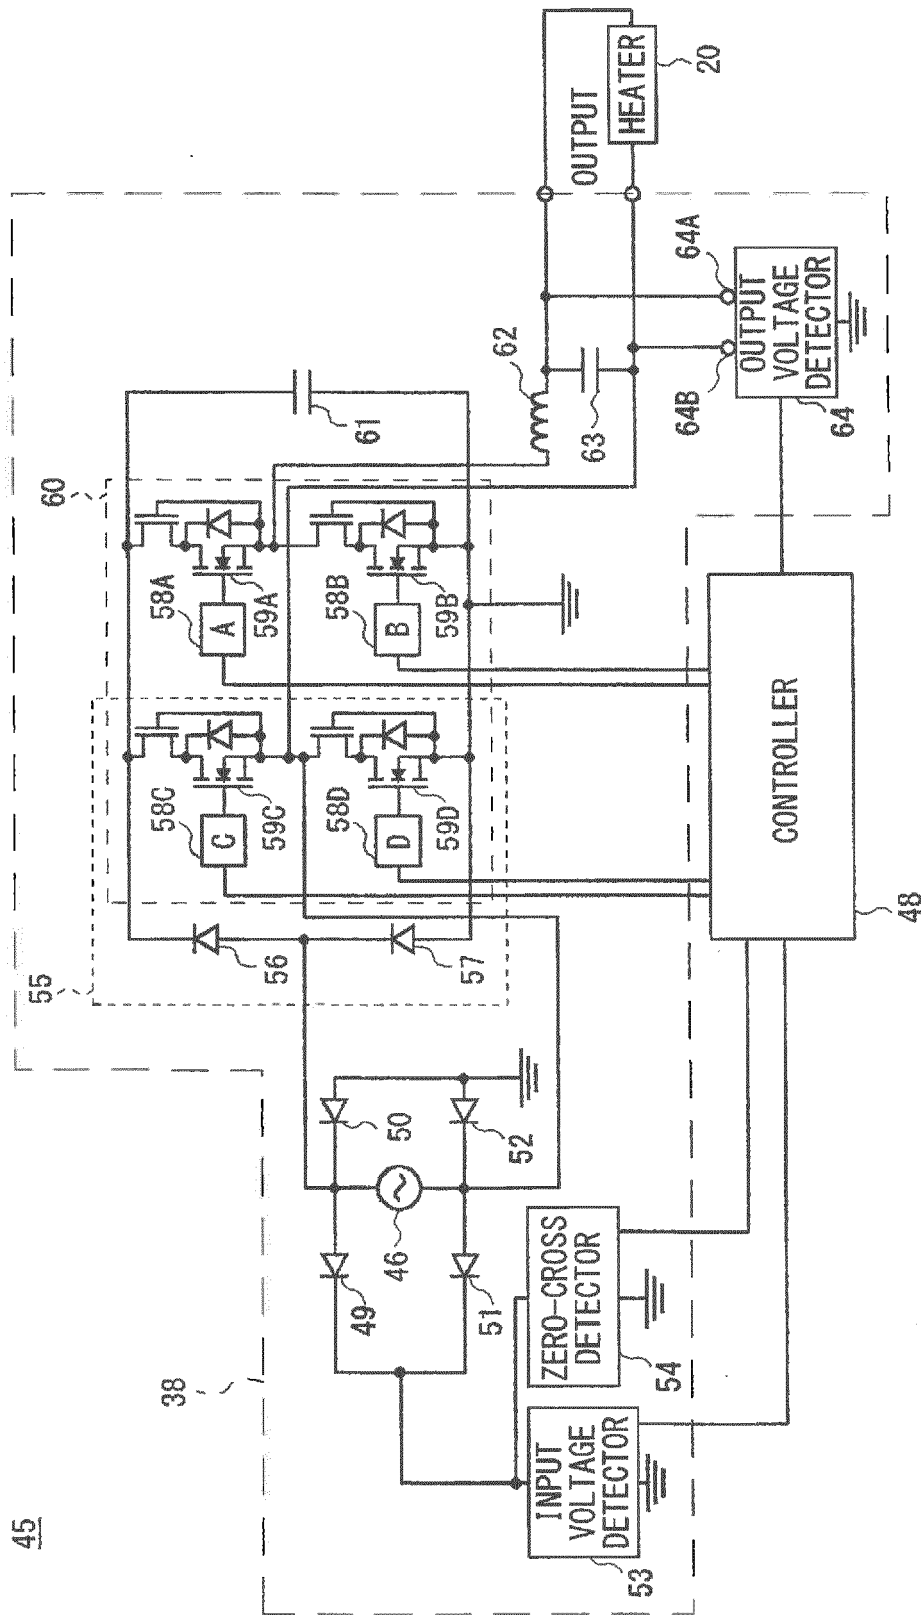 45
38
55
60
56
57
58C
C
59C
58A
A
59A
58D
D
59D
58B
B
59B
61
62
63
OUTPUT
HEATER
20
49
50
46
51
52
INPUT
VOLTAGE
DETECTOR
53
ZERO-CROSS
DETECTOR
54
CONTROLLER
48
64A
64B
OUTPUT
VOLTAGE
DETECTOR
64